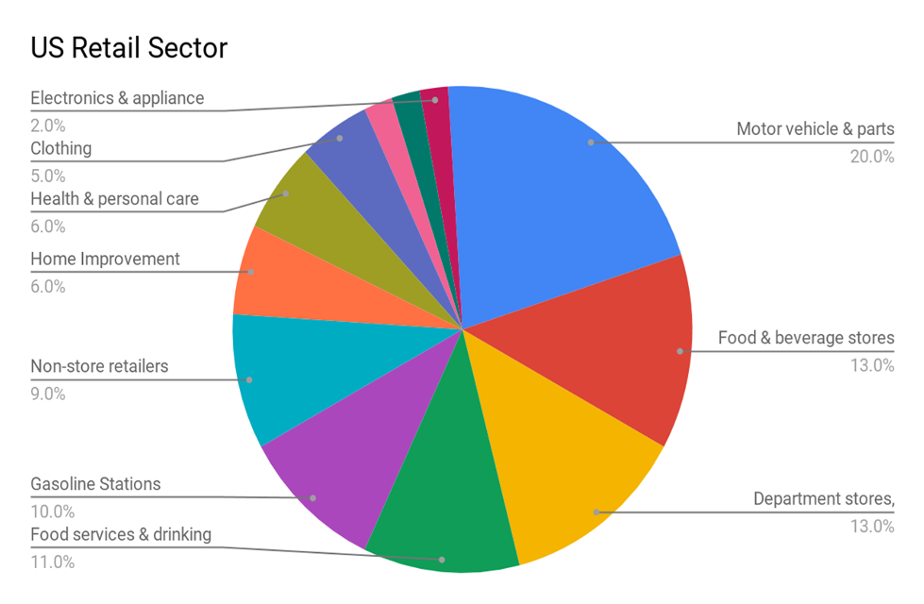 US Retail Sector
Electronics & appliance
2.0%
Clothing
5.0%
Health & personal care
6.0%
Home Improvement
6.0%
Non-store retailers
9.0%
Gasoline Stations
10.0%
Food services & drinking
11.0%
Motor vehicle & parts
20.0%
Food & beverage stores
13.0%
Department stores,
13.0%